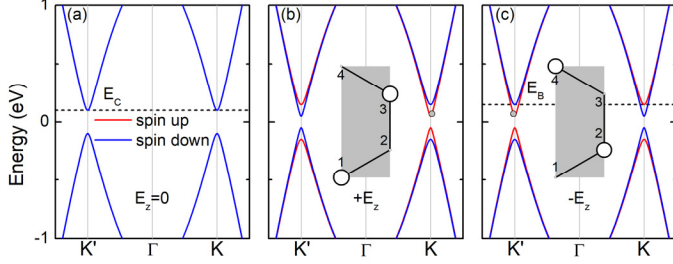 (a)
(b)
(c)
1
E_C
spin up
spin down
E_z=0
4
3
2
1
+E_z
4
E_B
3
2
1
-E_z
0
-1
Energy (eV)
K' Γ K
K' Γ K
K' Γ K